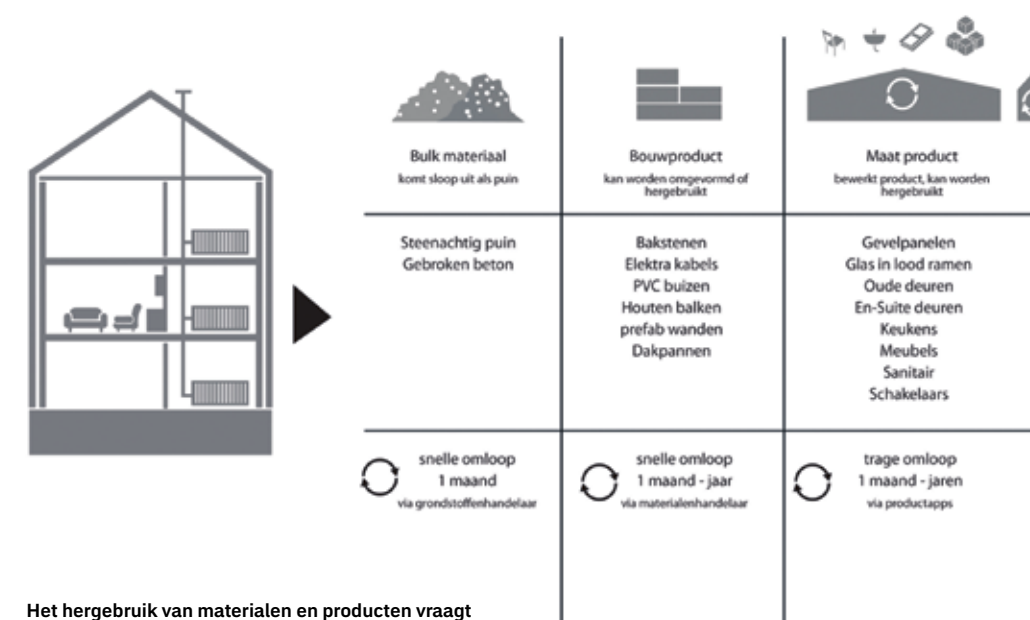 Bulk materiaal
komt sloop uit als puin
Steenachtig puin
Gebroken beton
snelle omloop
1 maand
via grondstoffenhandelaar
Bouwproduct
kan worden omgevormd of
hergebruikt
Bakstenen
Elektra kabels
PVC buizen
Houten balken
prefab wanden
Dakpannen
snelle omloop
1 maand - jaar
via materialenhandelaar
Maat product
bewerkt product, kan worden
hergebruikt
Gevelpanelen
Glas in lood ramen
Oude deuren
En-Suite deuren
Keukens
Meubels
Sanitair
Schakelaars
trage omloop
1 maand - jaren
via productapps
Het hergebruik van materialen en producten vraagt